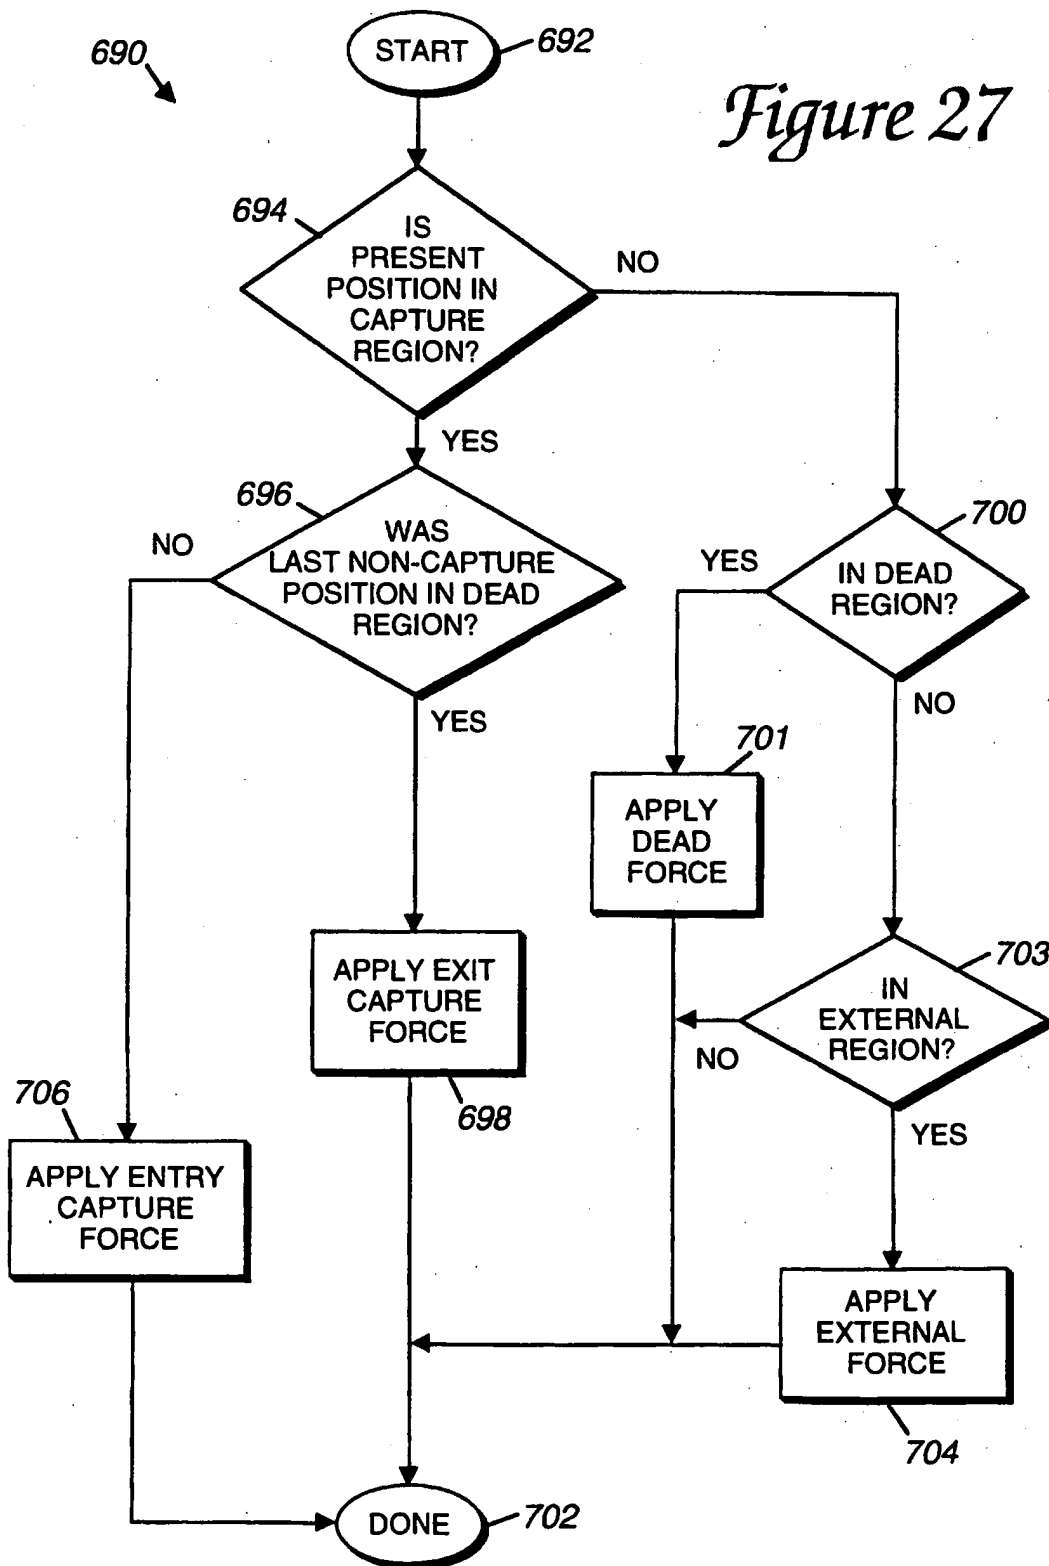 690
START
692
Figure 27
694
IS
PRESENT
POSITION IN
CAPTURE
REGION?
NO
YES
696
WAS
LAST NON-CAPTURE
POSITION IN DEAD
REGION?
NO
YES
700
IN DEAD
REGION?
YES
NO
701
APPLY
DEAD
FORCE
703
IN
EXTERNAL
REGION?
NO
YES
APPLY EXIT
CAPTURE
FORCE
698
706
APPLY ENTRY
CAPTURE
FORCE
APPLY
EXTERNAL
FORCE
704
DONE
702